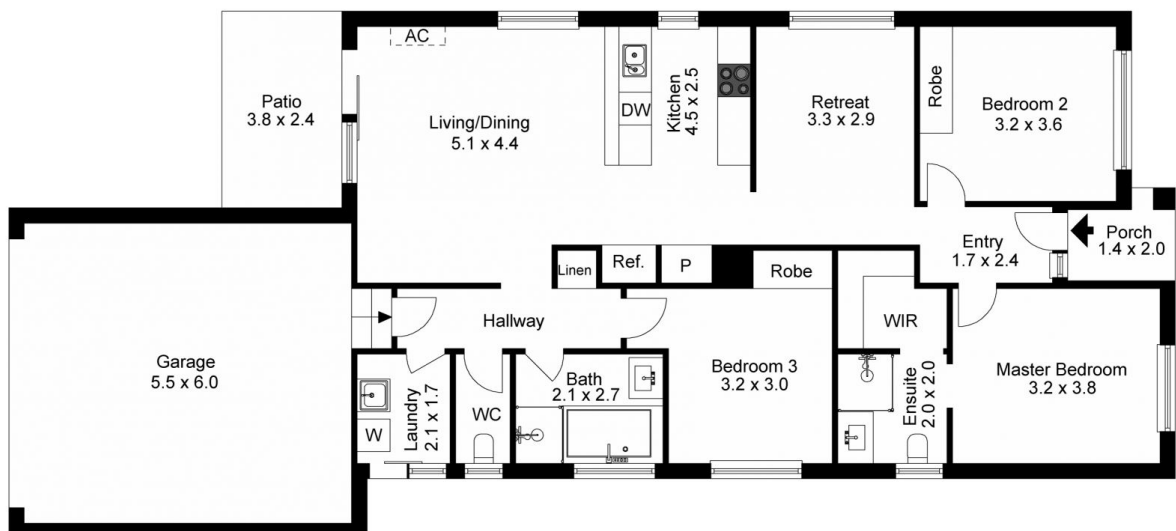 AC
Patio
3.8 x 2.4
Living/Dining
5.1 x 4.4
DW
Kitchen
4.5 x 2.5
Retreat
3.3 x 2.9
Robe
Bedroom 2
3.2 x 3.6
Entry
1.7 x 2.4
Porch
1.4 x 2.0
Linen
Ref.
P
Robe
Hallway
WIR
Garage
5.5 x 6.0
W
Laundry
2.1 x 1.7
WC
Bath
2.1 x 2.7
Bedroom 3
3.2 x 3.0
Ensuite
2.0 x 2.0
Master Bedroom
3.2 x 3.8